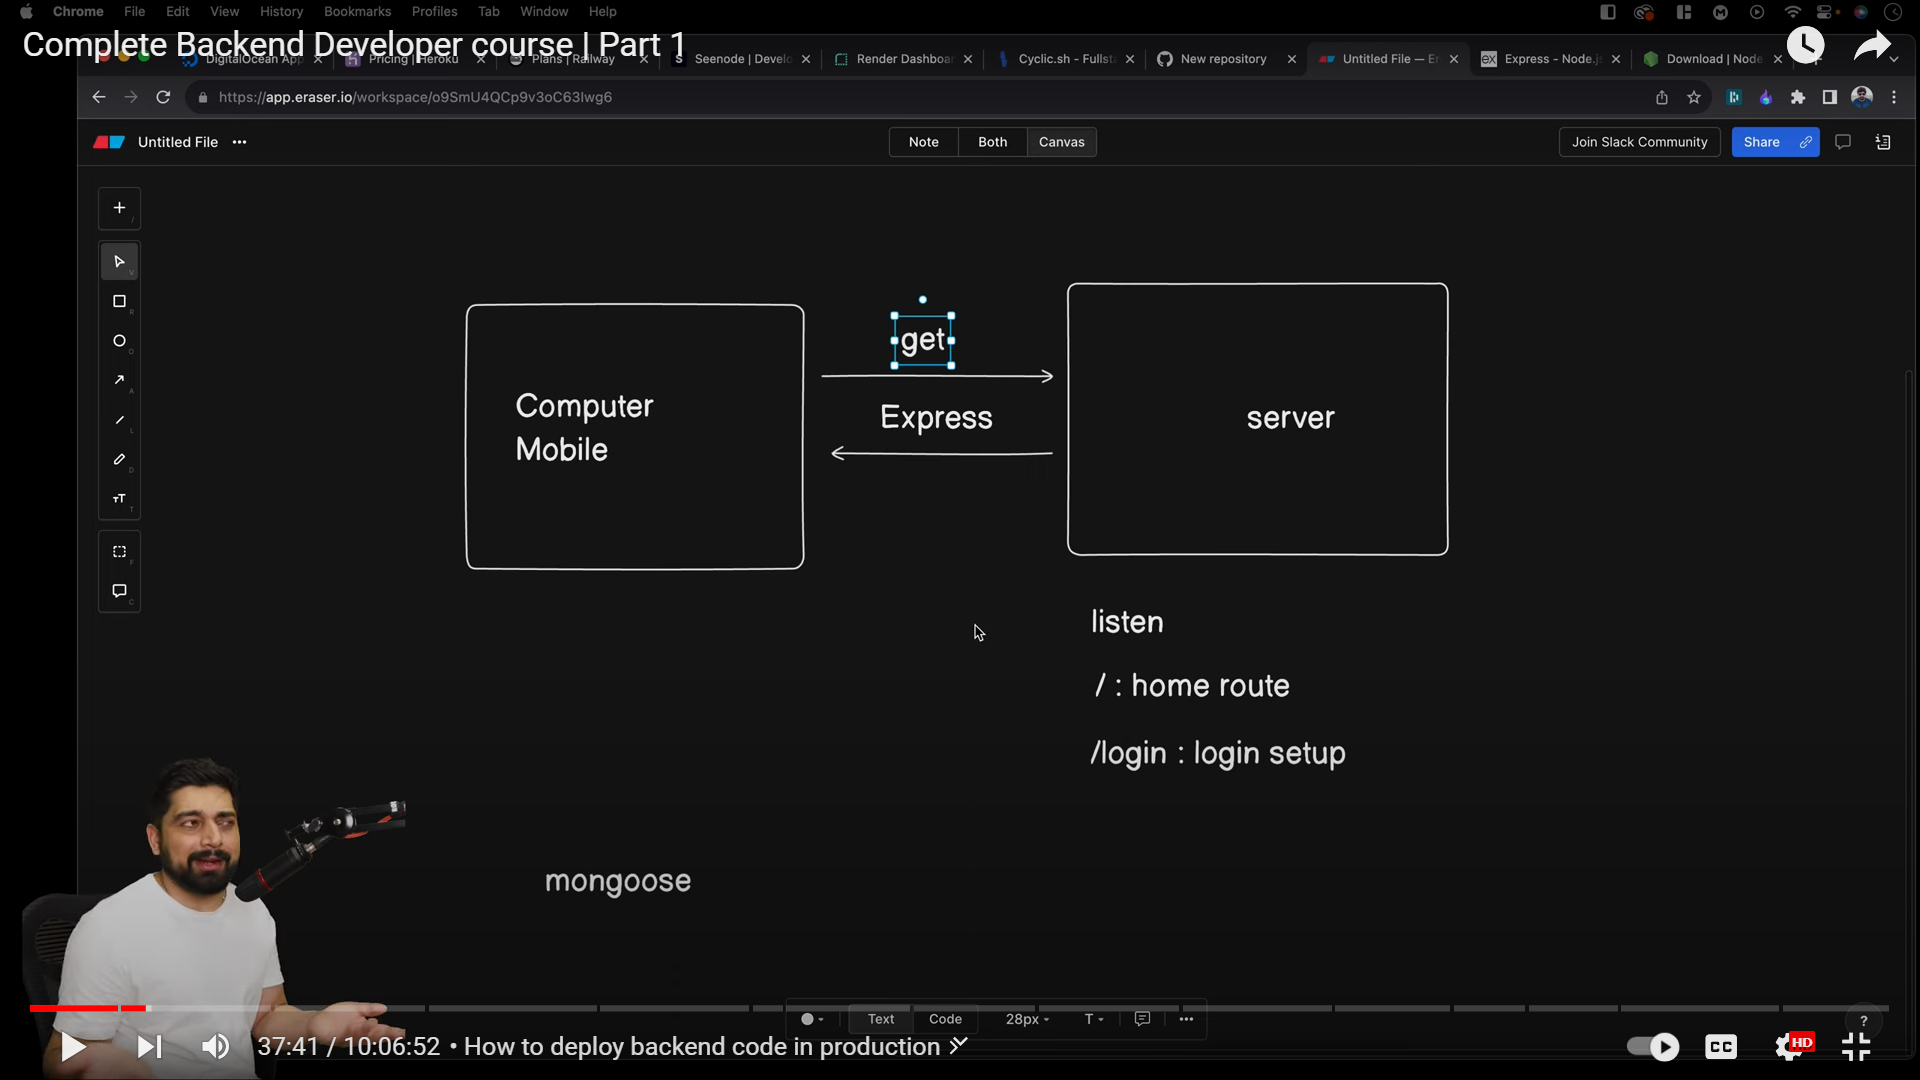 Chrome File Edit View History Bookmarks Profiles Tab Window Help
Complete Backend Developer course | Part 1
DigitalOcean App
Pricing | Heroku
Plans | Railway
Seenode | Develo
Render Dashboa
Cyclic.sh - Fullsta
New repository
Untitled File — Er
Express - Node.js
Download | Node
https://app.eraser.io/workspace/o9SmU4QCp9v3oC63lwg6
Untitled File
Note Both Canvas
Join Slack Community
Share
get
Computer
Mobile
Express
server
listen
/ : home route
/login : login setup
mongoose
Text Code 28px T
?
37:41 / 10:06:52 • How to deploy backend code in production
CC
HD